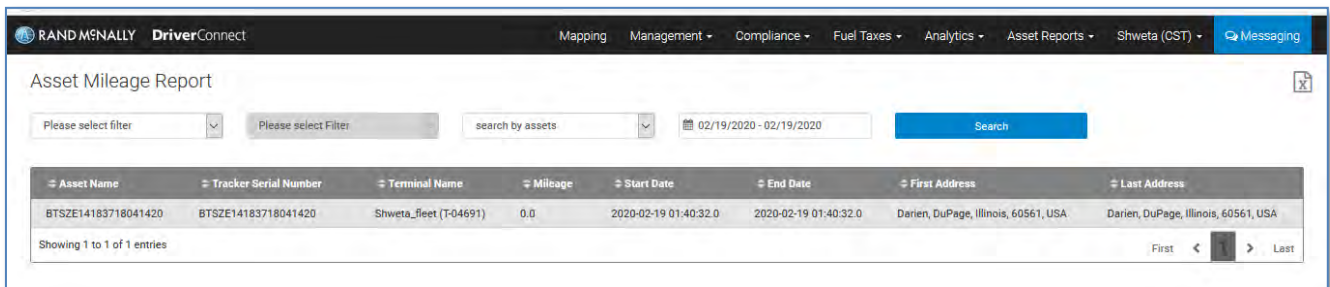 RAND MCNALLY DriverConnect Mapping Management Compliance Fuel Taxes Analytics Asset Reports Shweta (CST) Messaging
Asset Mileage Report
Please select filter Please select Filter search by assets 02/19/2020 - 02/19/2020 Search
Asset Name Tracker Serial Number Terminal Name Mileage Start Date End Date First Address Last Address
BTSZE14183718041420 BTSZE14183718041420 Shweta_fleet (T-04691) 0.0 2020-02-19 01:40:32.0 2020-02-19 01:40:32.0 Darien, DuPage, Illinois, 60561, USA Darien, DuPage, Illinois, 60561, USA
Showing 1 to 1 of 1 entries First < 1 > Last